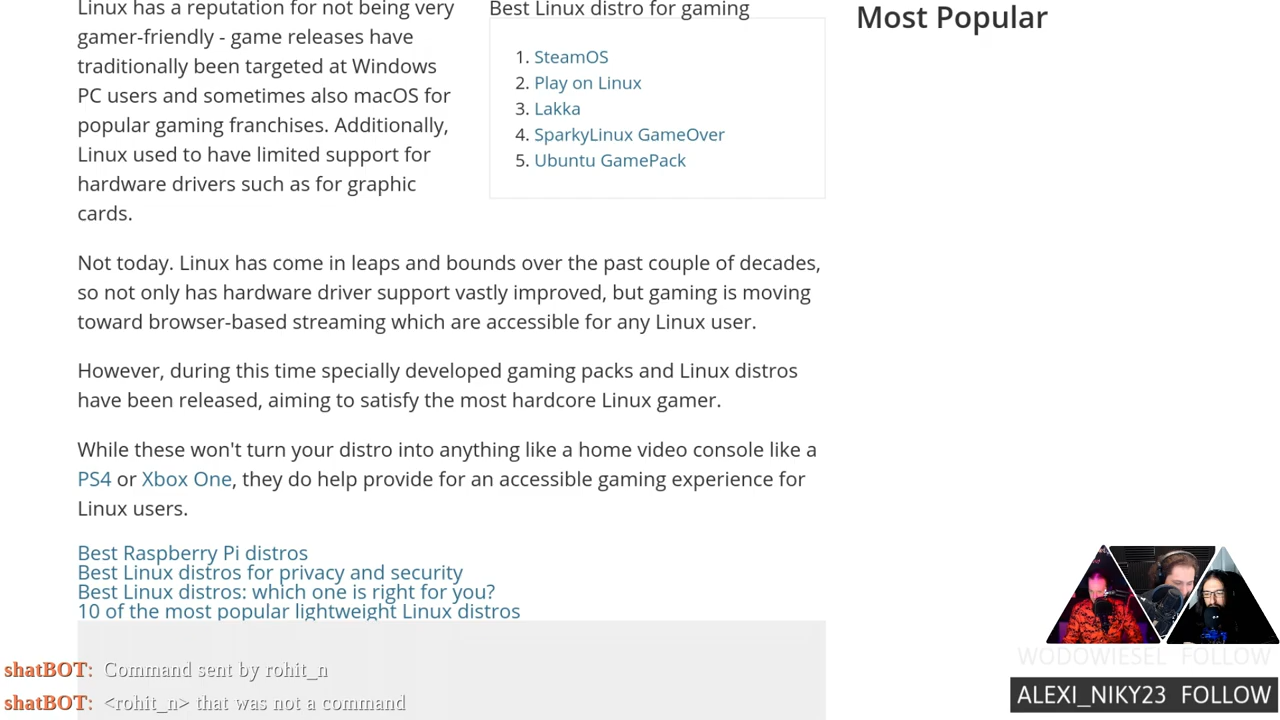 Linux has a reputation for not being very
gamer-friendly - game releases have
traditionally been targeted at Windows
PC users and sometimes also macOS for
popular gaming franchises. Additionally,
Linux used to have limited support for
hardware drivers such as for graphic
cards.
Best Linux distro for gaming
1. SteamOS
2. Play on Linux
3. Lakka
4. SparkyLinux GameOver
5. Ubuntu GamePack
Most Popular
Not today. Linux has come in leaps and bounds over the past couple of decades,
so not only has hardware driver support vastly improved, but gaming is moving
toward browser-based streaming which are accessible for any Linux user.
However, during this time specially developed gaming packs and Linux distros
have been released, aiming to satisfy the most hardcore Linux gamer.
While these won't turn your distro into anything like a home video console like a
PS4 or Xbox One, they do help provide for an accessible gaming experience for
Linux users.
Best Raspberry Pi distros
Best Linux distros for privacy and security
Best Linux distros: which one is right for you?
10 of the most popular lightweight Linux distros
shatBOT: Command sent by rohit_n
shatBOT: <rohit_n> that was not a command
WODOWIESEL FOLLOW
ALEXI_NIKY23 FOLLOW